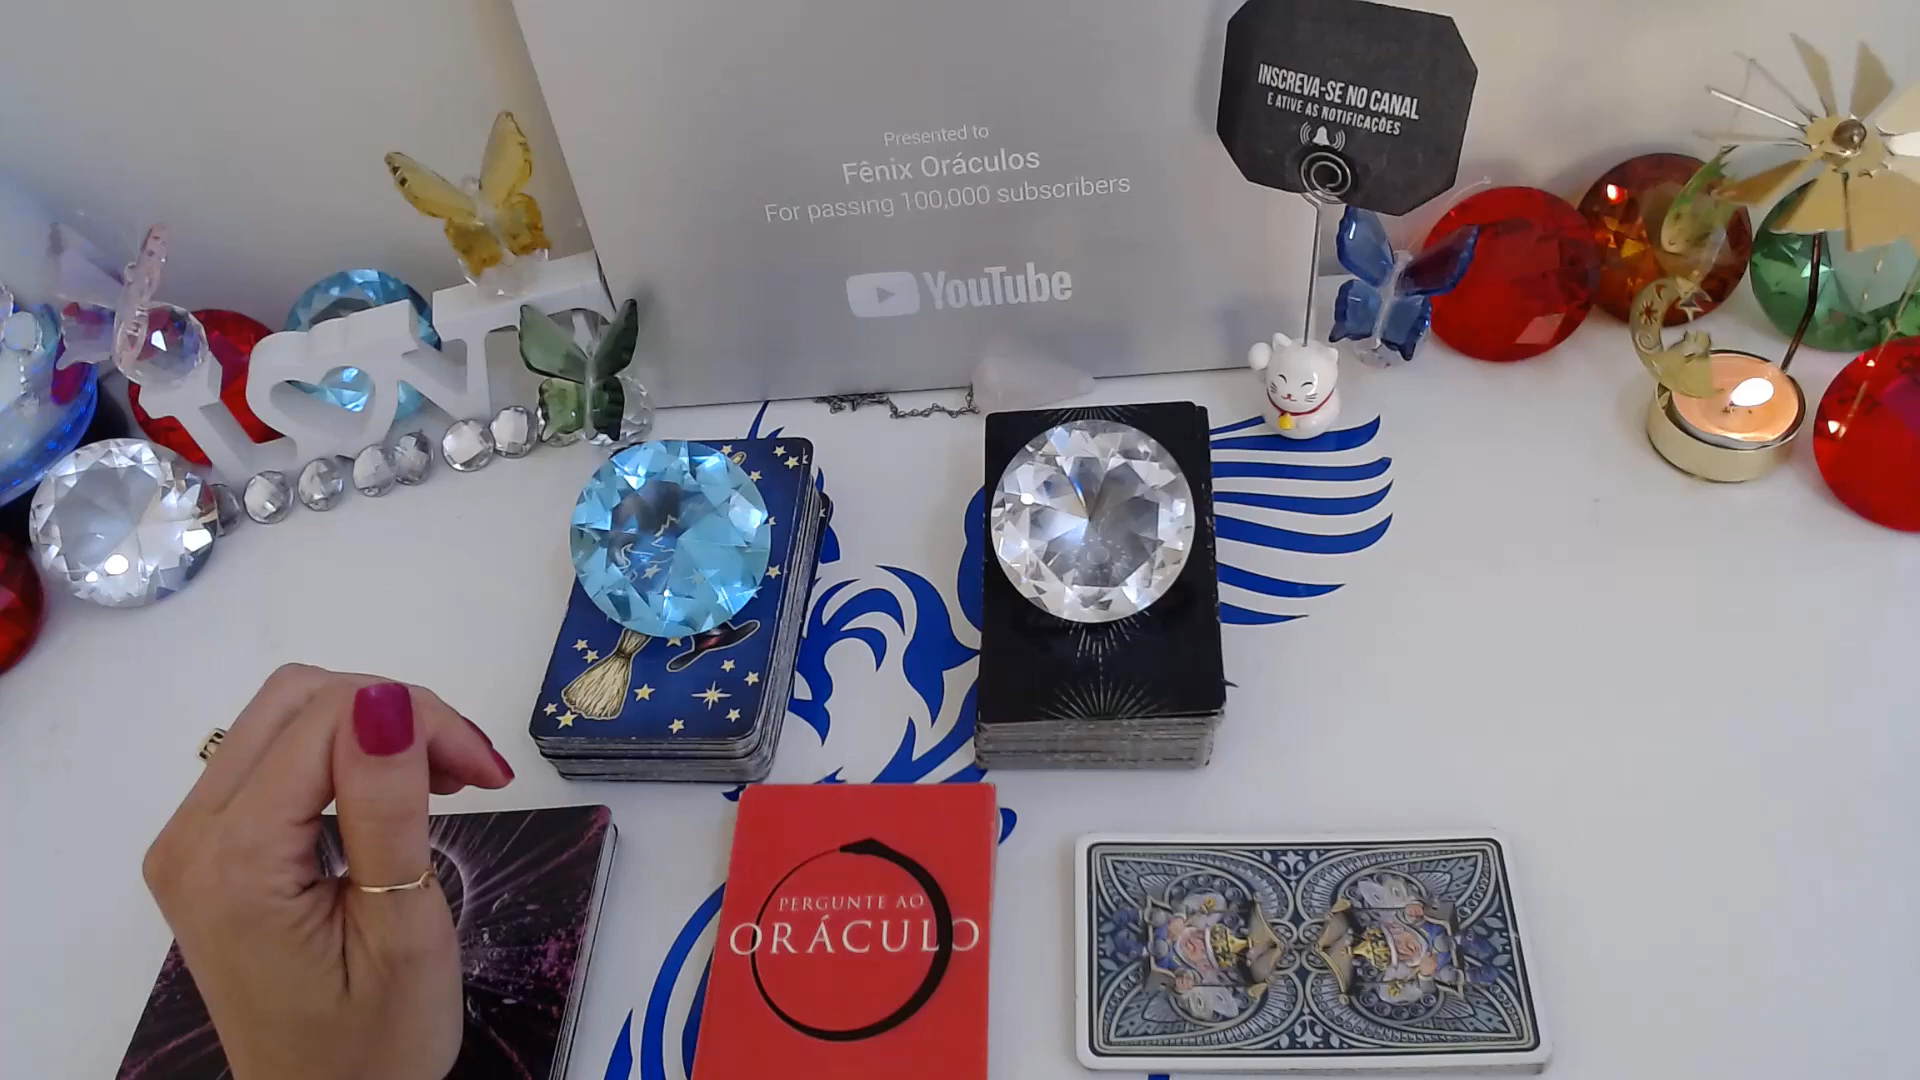 INSCREVA-SE NO CANAL
E ATIVE AS NOTIFICAÇÕES
Presented to
Fênix Oráculos
For passing 100,000 subscribers
YouTube
I LOVE
PERGUNTE AO
ORÁCULO